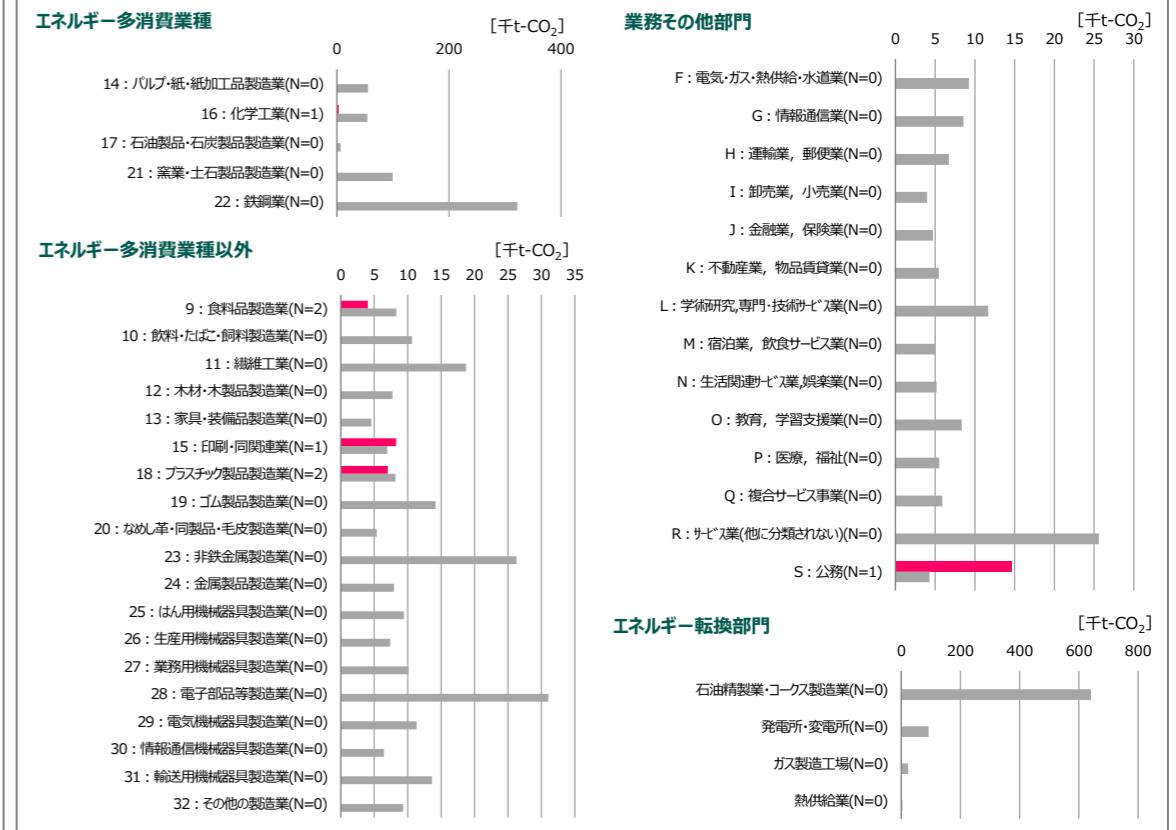 エネルギー多消費業種
[千t-CO₂]
0 200 400
14：パルプ・紙・紙加工品製造業(N=0)
16：化学工業(N=1)
17：石油製品・石炭製品製造業(N=0)
21：窯業・土石製品製造業(N=0)
22：鉄鋼業(N=0)
エネルギー多消費業種以外
[千t-CO₂]
0 5 10 15 20 25 30 35
9：食料品製造業(N=2)
10：飲料・たばこ・飼料製造業(N=0)
11：繊維工業(N=0)
12：木材・木製品製造業(N=0)
13：家具・装備品製造業(N=0)
15：印刷・同関連業(N=1)
18：プラスチック製品製造業(N=2)
19：ゴム製品製造業(N=0)
20：なめし革・同製品・毛皮製造業(N=0)
23：非鉄金属製造業(N=0)
24：金属製品製造業(N=0)
25：はん用機械器具製造業(N=0)
26：生産用機械器具製造業(N=0)
27：業務用機械器具製造業(N=0)
28：電子部品等製造業(N=0)
29：電気機械器具製造業(N=0)
30：情報通信機械器具製造業(N=0)
31：輸送用機械器具製造業(N=0)
32：その他の製造業(N=0)
業務その他部門
[千t-CO₂]
0 5 10 15 20 25 30
F：電気・ガス・熱供給・水道業(N=0)
G：情報通信業(N=0)
H：運輸業，郵便業(N=0)
I：卸売業，小売業(N=0)
J：金融業，保険業(N=0)
K：不動産業，物品賃貸業(N=0)
L：学術研究,専門・技術サービス業(N=0)
M：宿泊業，飲食サービス業(N=0)
N：生活関連サービス業,娯楽業(N=0)
O：教育，学習支援業(N=0)
P：医療，福祉(N=0)
Q：複合サービス事業(N=0)
R：サービス業(他に分類されない)(N=0)
S：公務(N=1)
エネルギー転換部門
[千t-CO₂]
0 200 400 600 800
石油精製業・コークス製造業(N=0)
発電所・変電所(N=0)
ガス製造工場(N=0)
熱供給業(N=0)